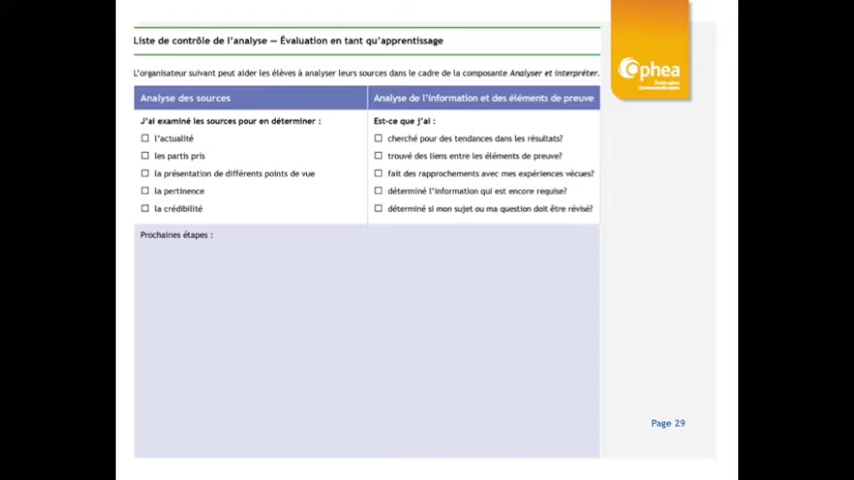 Liste de contrôle de l'analyse — Évaluation en tant qu'apprentissage
L'organisateur suivant peut aider les élèves à analyser leurs sources dans le cadre de la composante Analyser et interpréter.
Analyse des sources
J'ai examiné les sources pour en déterminer :
☐ l'actualité
☐ les partis pris
☐ la présentation de différents points de vue
☐ la pertinence
☐ la crédibilité
Analyse de l'information et des éléments de preuve
Est-ce que j'ai :
☐ cherché pour des tendances dans les résultats?
☐ trouvé des liens entre les éléments de preuve?
☐ fait des rapprochements avec mes expériences vécues?
☐ déterminé l'information qui est encore requise?
☐ déterminé si mon sujet ou ma question doit être révisé?
Prochaines étapes :
Ophea
Page 29